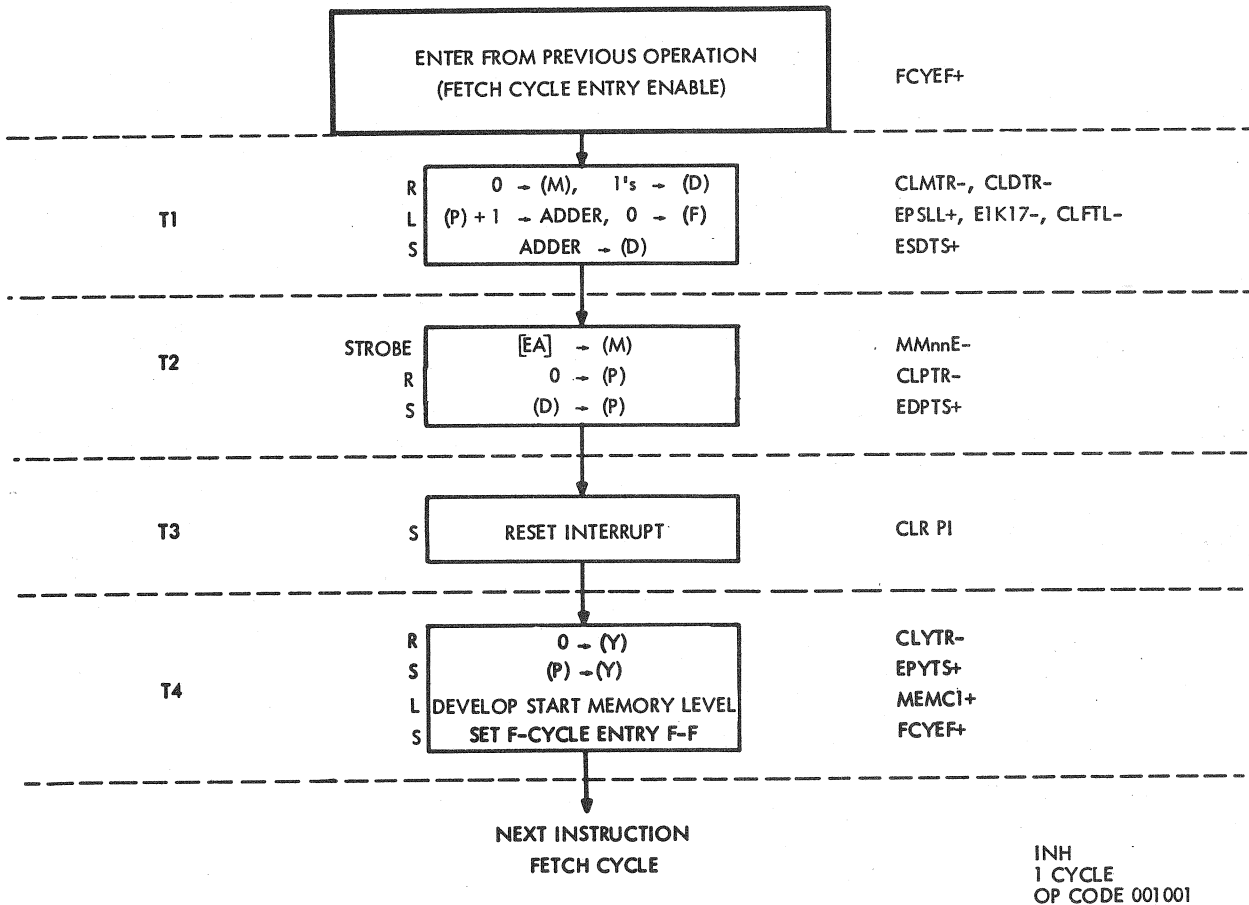 ENTER FROM PREVIOUS OPERATION
(FETCH CYCLE ENTRY ENABLE)
FCYEF+
T1
R 0 → (M), 1's → (D) CLMTR-, CLDTR-
L (P) + 1 → ADDER, 0 → (F) EPSLL+, E1K17-, CLFTL-
S ADDER → (D) ESDTS+
T2
STROBE [EA] → (M) MMnnE-
R 0 → (P) CLPTR-
S (D) → (P) EDPTS+
T3 S RESET INTERRUPT CLR PI
T4
R 0 → (Y) CLYTR-
S (P) → (Y) EPYTS+
L DEVELOP START MEMORY LEVEL MEMC1+
S SET F-CYCLE ENTRY F-F FCYEF+
NEXT INSTRUCTION
FETCH CYCLE
INH
1 CYCLE
OP CODE 001001